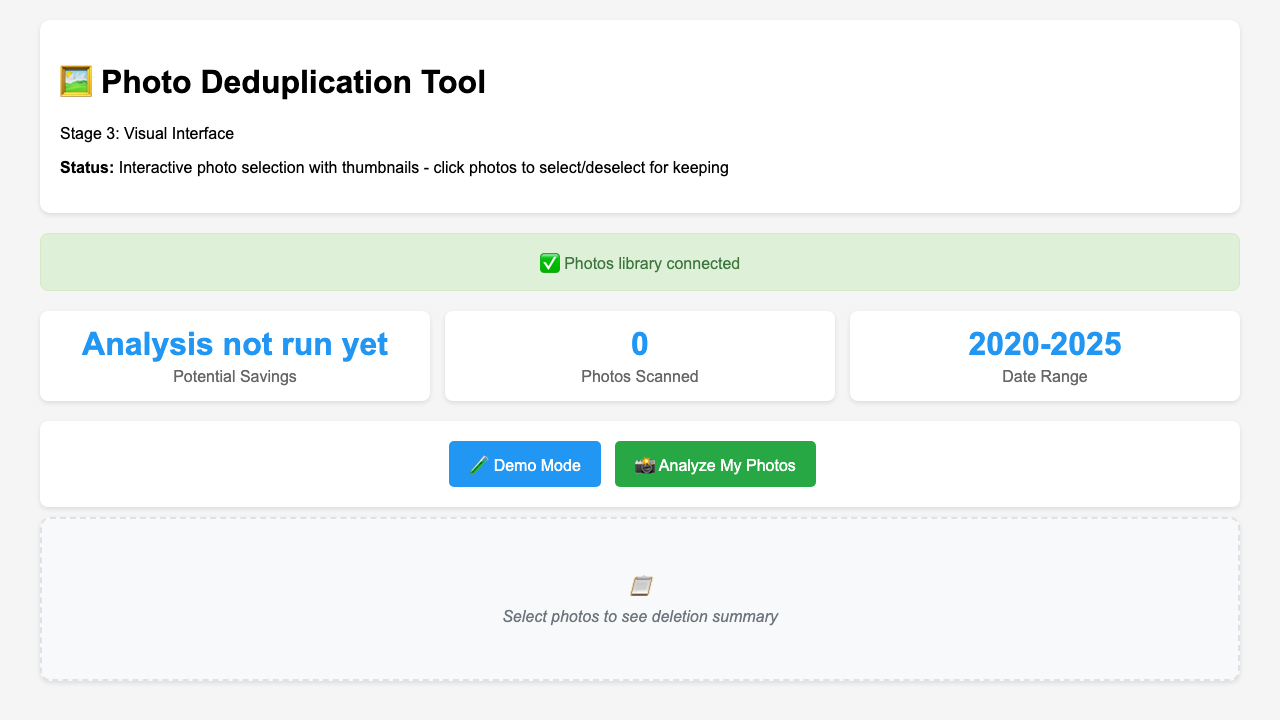 Photo Deduplication Tool
Stage 3: Visual Interface
Status: Interactive photo selection with thumbnails - click photos to select/deselect for keeping
Photos library connected
Analysis not run yet
Potential Savings
0
Photos Scanned
2020-2025
Date Range
Demo Mode
Analyze My Photos
Select photos to see deletion summary